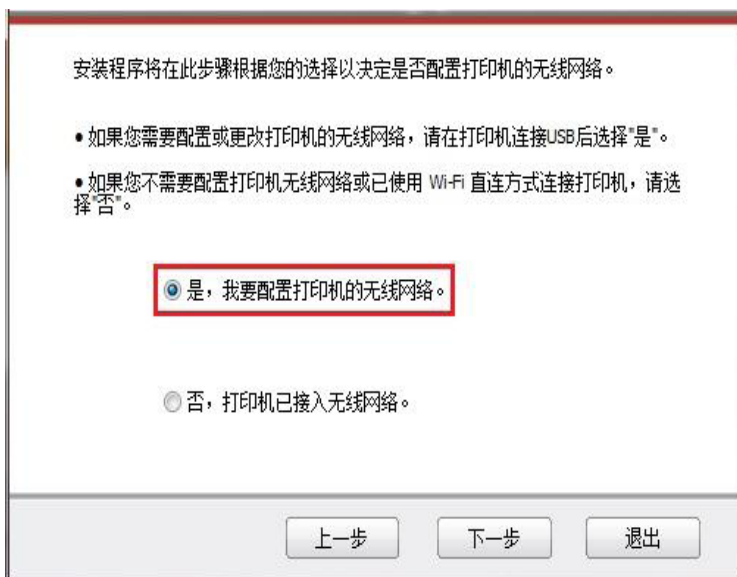 安装程序将在此步骤根据您的选择以决定是否配置打印机的无线网络。
•如果您需要配置或更改打印机的无线网络，请在打印机连接USB后选择"是"。
•如果您不需要配置打印机无线网络或已使用 Wi-Fi 直连方式连接打印机，请选
择"否"。
是，我要配置打印机的无线网络。
否，打印机已接入无线网络。
上一步 下一步 退出